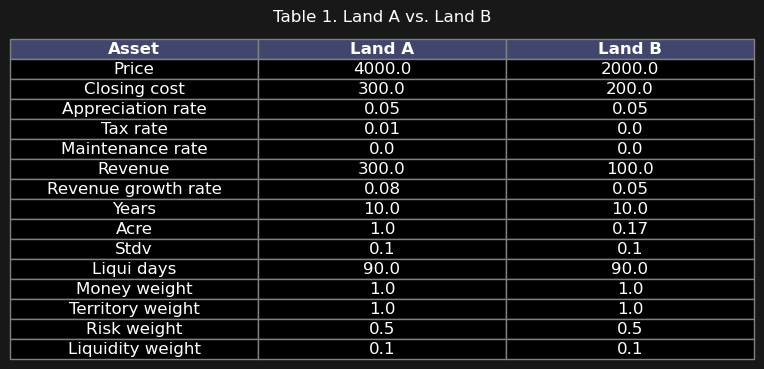 Table 1. Land A vs. Land B
Asset Land A Land B
Price 4000.0 2000.0
Closing cost 300.0 200.0
Appreciation rate 0.05 0.05
Tax rate 0.01 0.0
Maintenance rate 0.0 0.0
Revenue 300.0 100.0
Revenue growth rate 0.08 0.05
Years 10.0 10.0
Acre 1.0 0.17
Stdv 0.1 0.1
Liqui days 90.0 90.0
Money weight 1.0 1.0
Territory weight 1.0 1.0
Risk weight 0.5 0.5
Liquidity weight 0.1 0.1